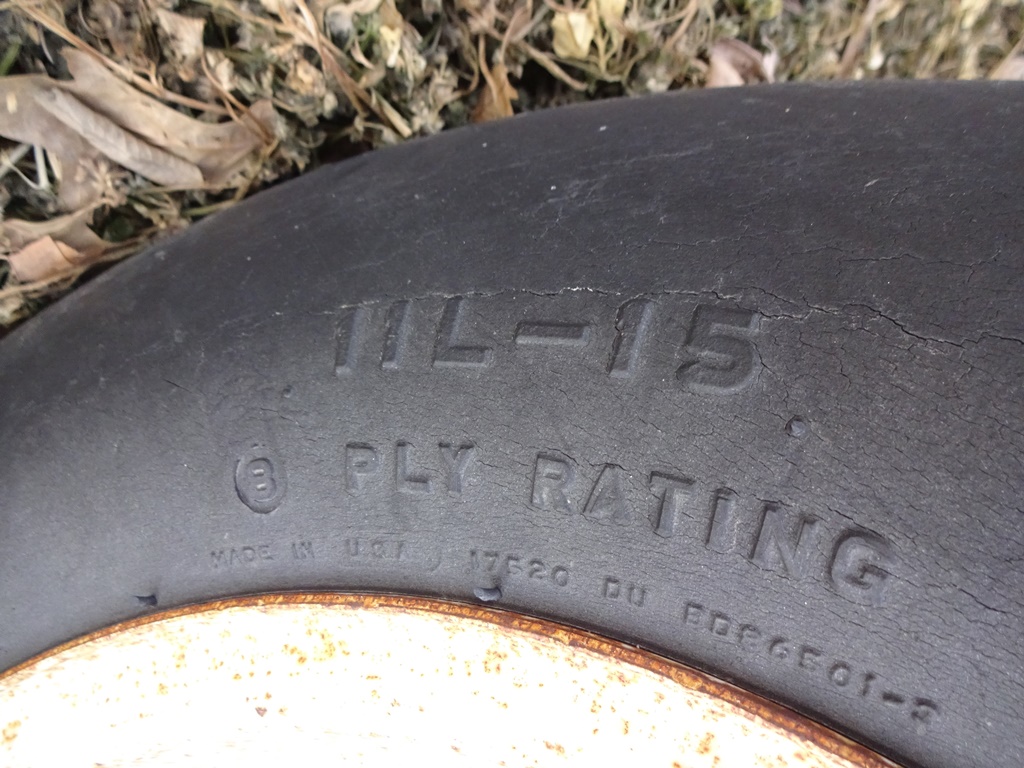 11L-15
8 PLY RATING
MADE IN U.S.A. 17520 DU